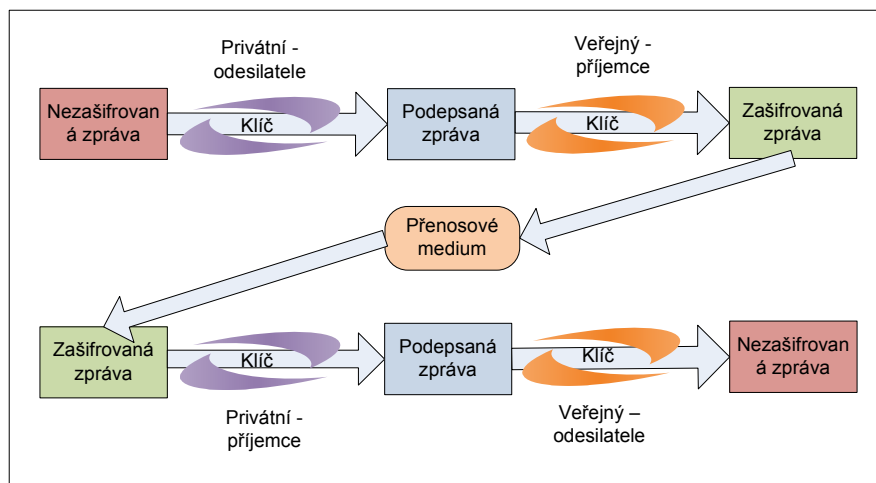 Privátní -
odesilatele
Veřejný -
příjemce
Nezašifrovan
á zpráva
Klíč
Podepsaná
zpráva
Klíč
Zašifrovaná
zpráva
Přenosové
medium
Zašifrovaná
zpráva
Klíč
Podepsaná
zpráva
Klíč
Nezašifrovan
á zpráva
Privátní -
příjemce
Veřejný –
odesilatele